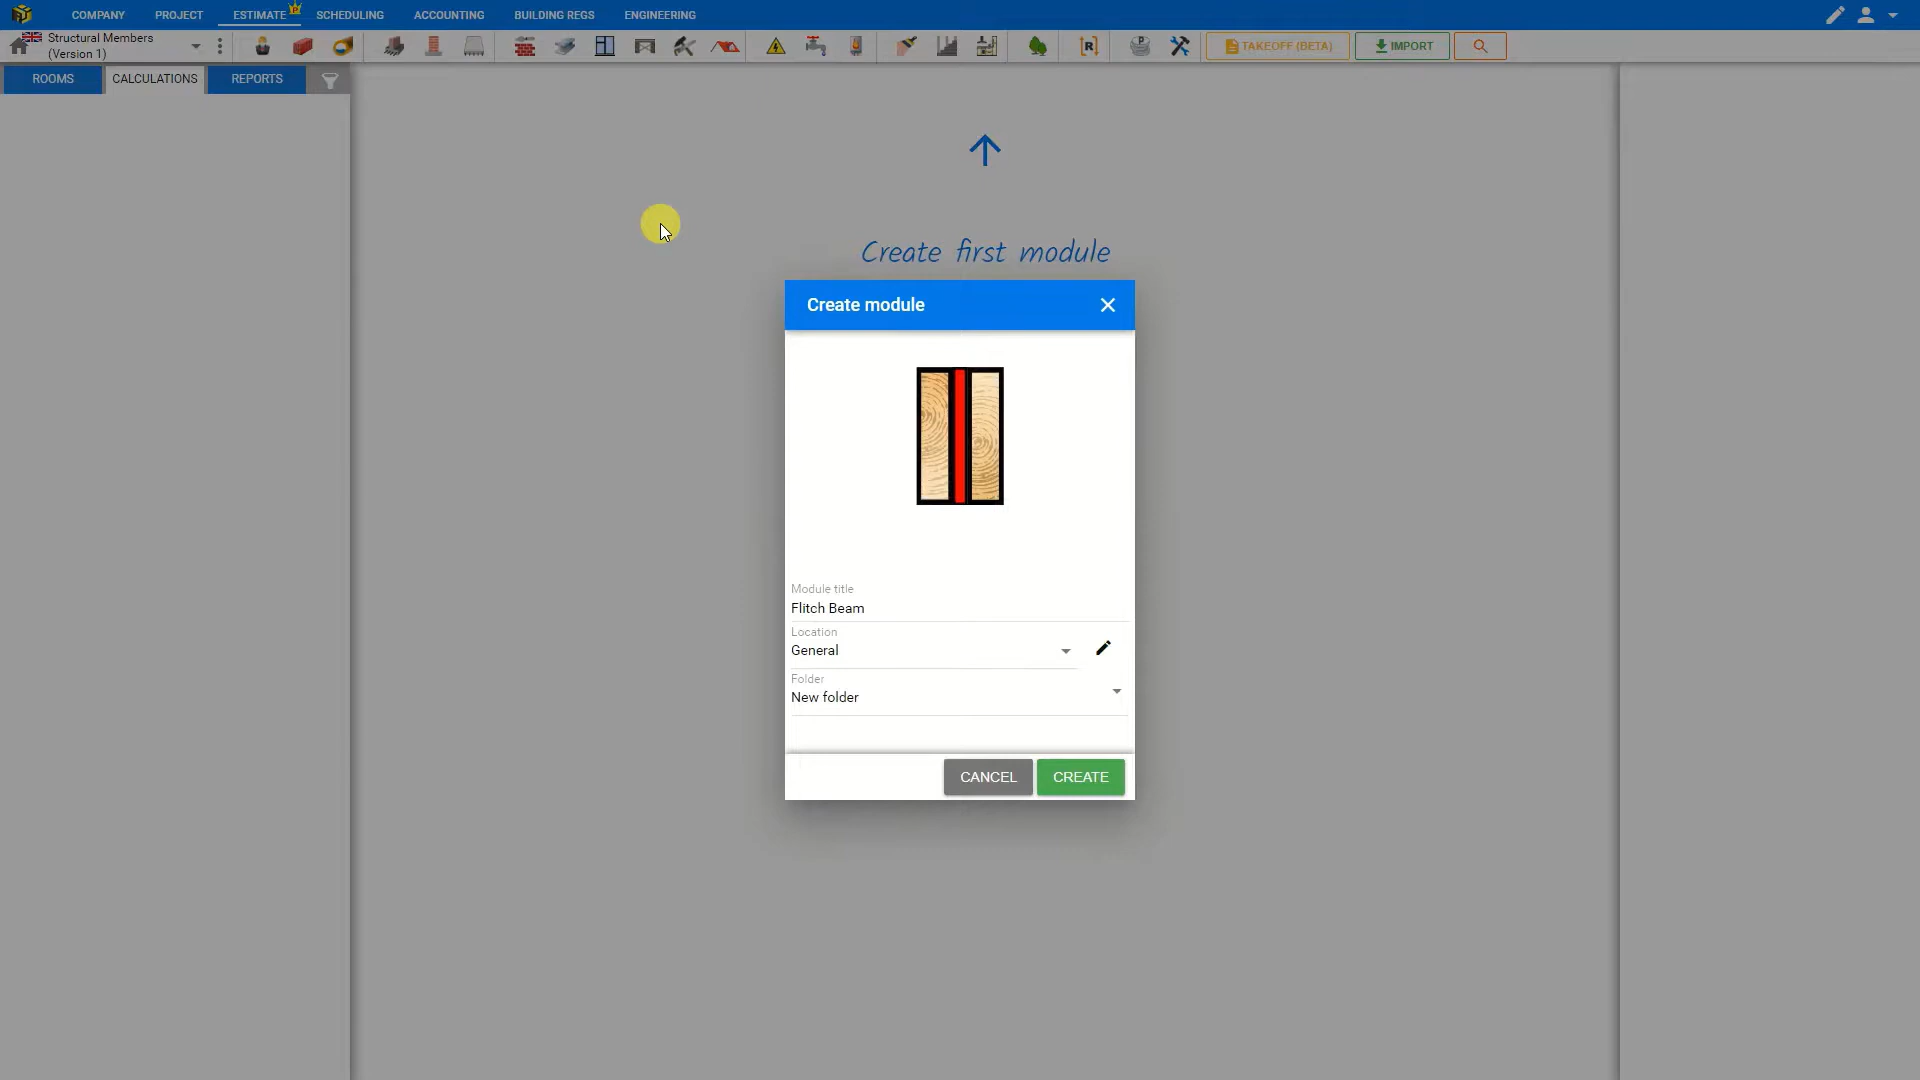 COMPANY PROJECT ESTIMATE SCHEDULING ACCOUNTING BUILDING REGS ENGINEERING
Structural Members
(Version 1)
TAKEOFF (BETA) IMPORT
ROOMS CALCULATIONS REPORTS
Create first module
Create module
Module title
Flitch Beam
Location
General
Folder
New folder
CANCEL CREATE